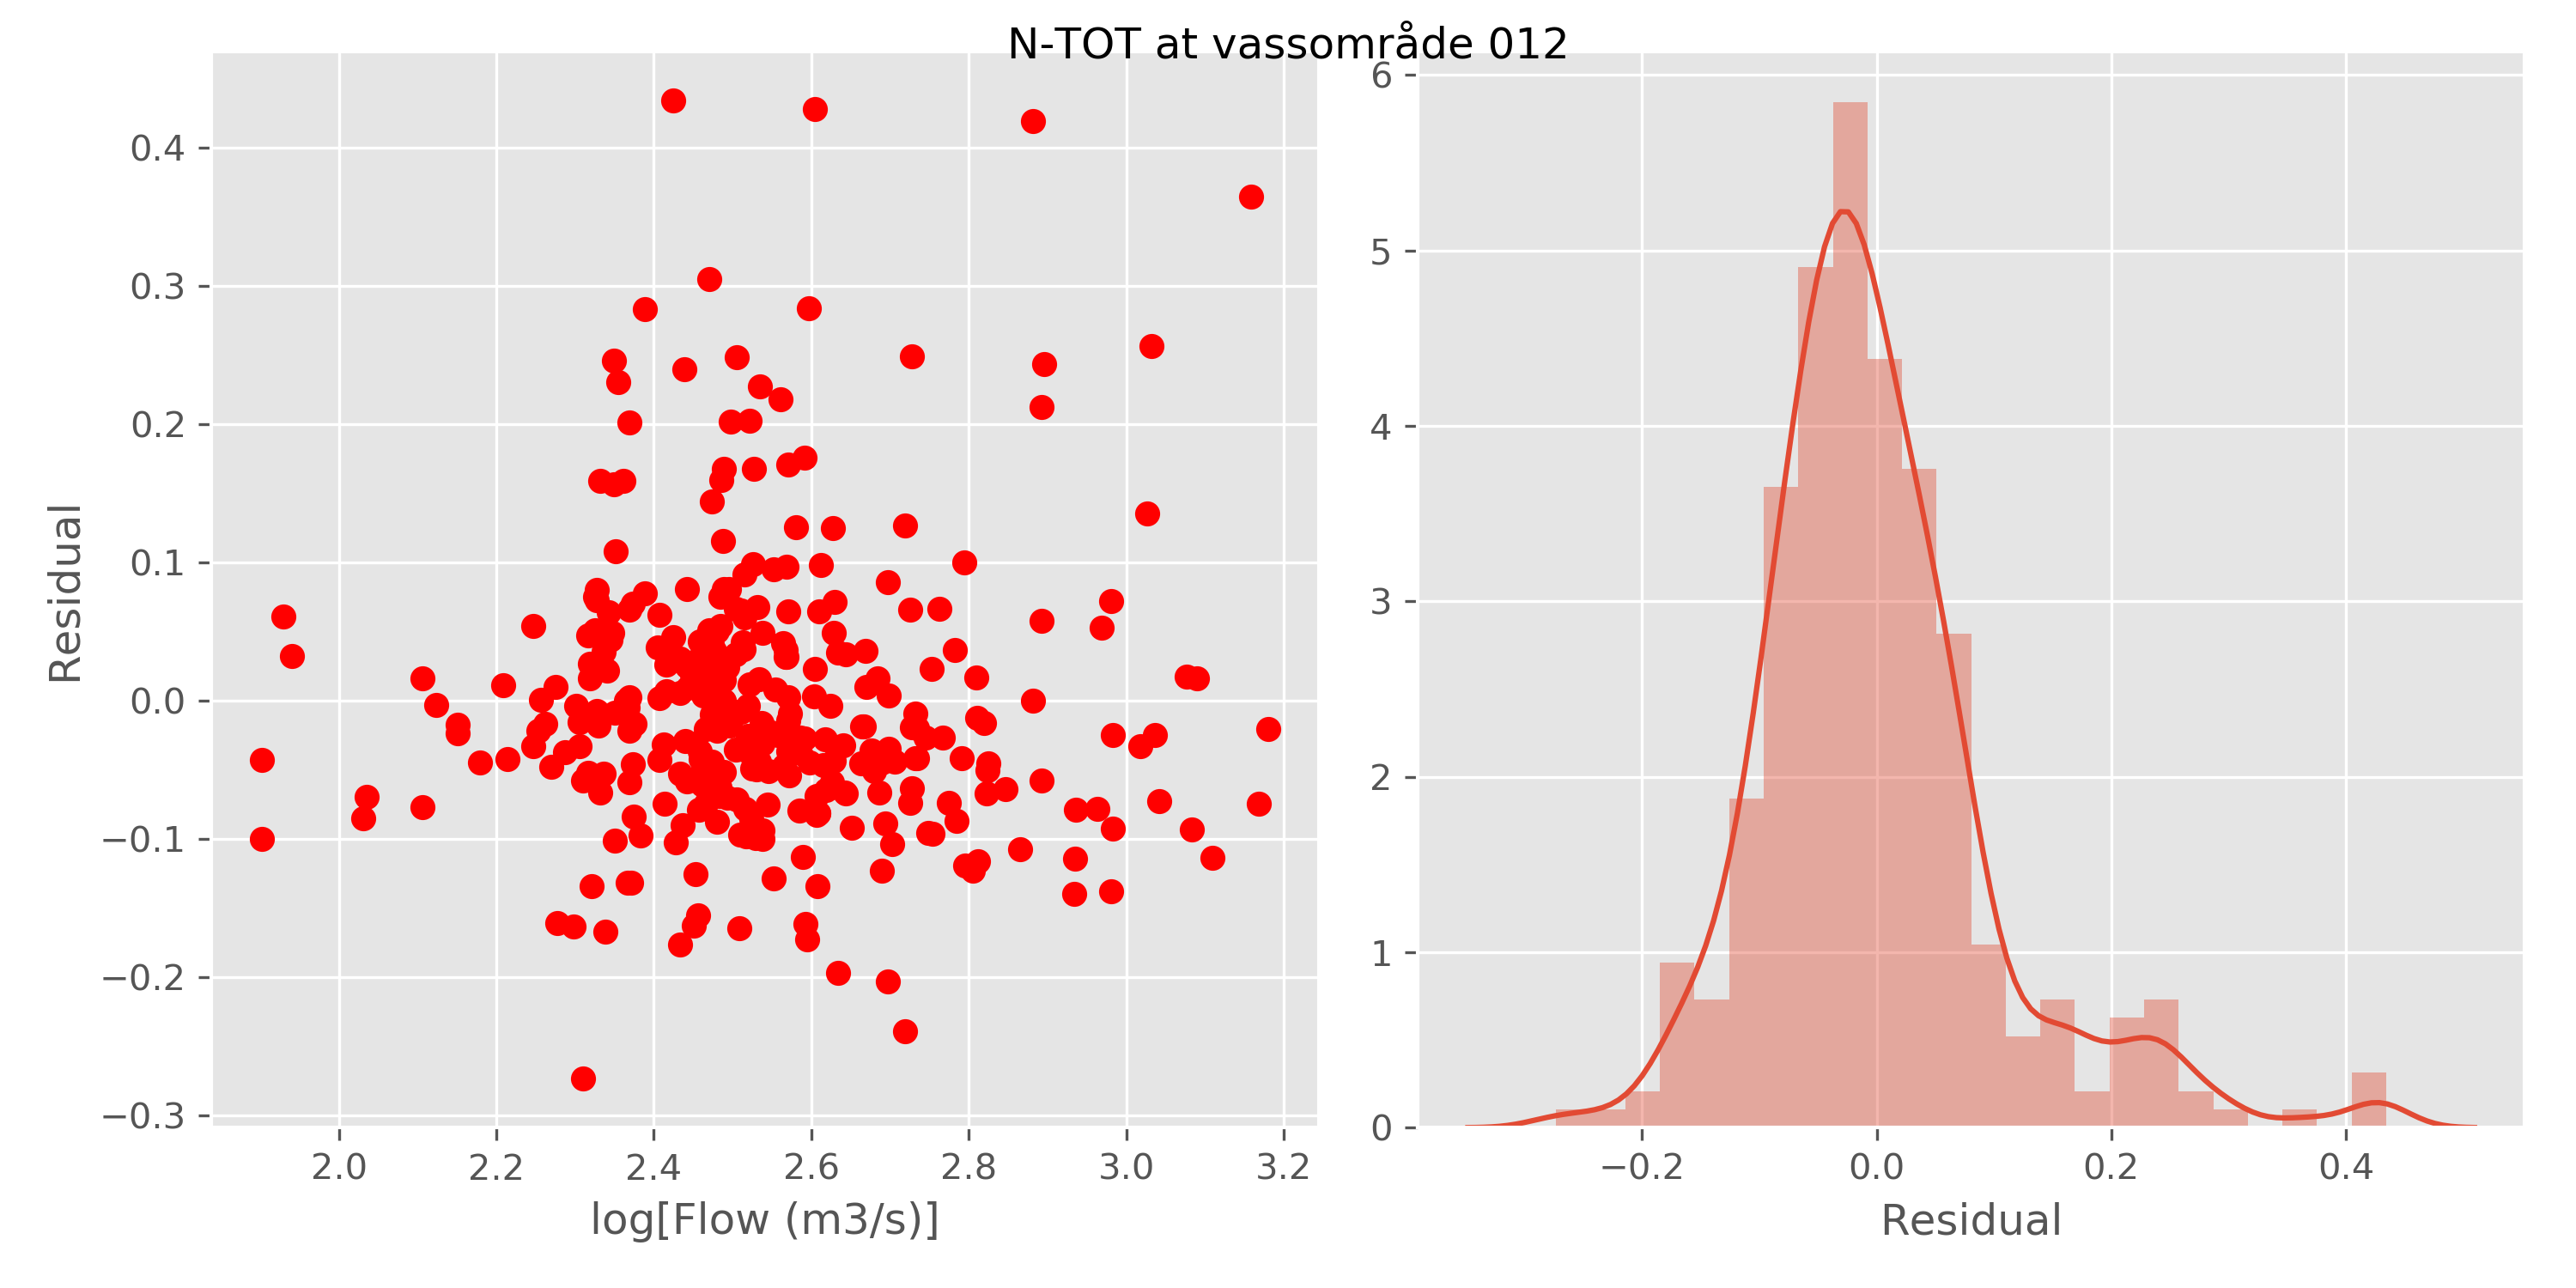 N-TOT at vassområde 012
0.4
0.3
0.2
0.1
0.0
−0.1
−0.2
−0.3
Residual
2.0 2.2 2.4 2.6 2.8 3.0 3.2
log[Flow (m3/s)]
6
5
4
3
2
1
0
−0.2 0.0 0.2 0.4
Residual